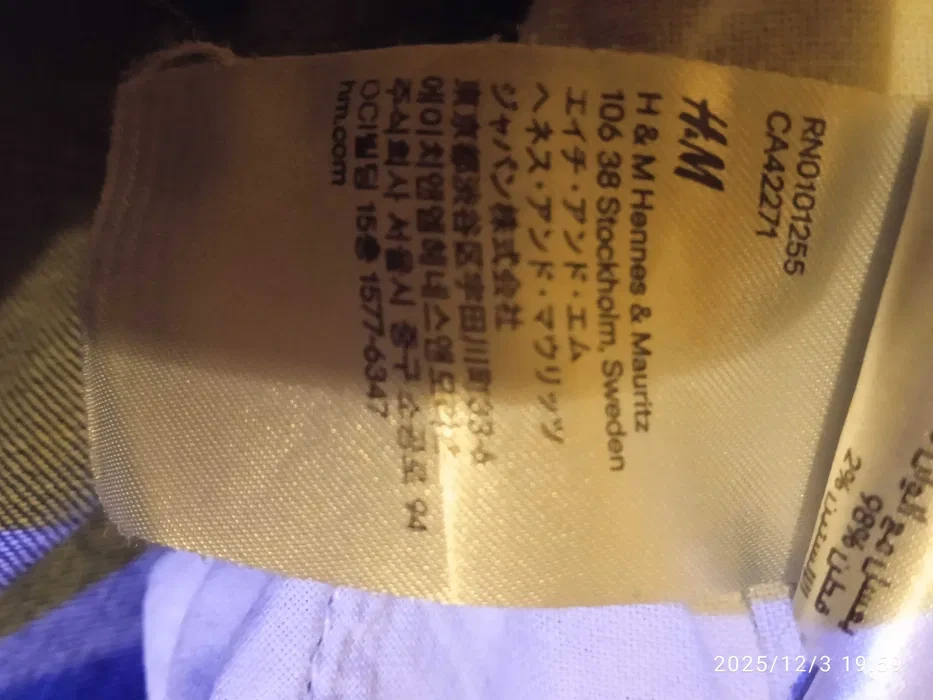 RN0101255
CA42271
H&M
H & M Hennes & Mauritz
106 38 Stockholm, Sweden
エイチ・アンド・エム
ヘネス・アンド・マウリッツ
ジャパン株式会社
東京都渋谷区宇田川町33-6
에이치앤엠헤네스앤모리츠
주식회사 서울시 중구 소공로 94
OCI빌딩 15층 1577-6347
hm.com
98%
2%
2025/12/3 19:59